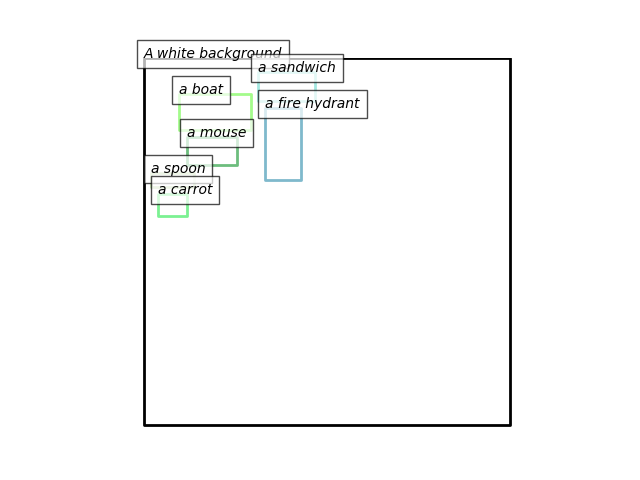 A white background
a sandwich
a boat
a fire hydrant
a mouse
a spoon
a carrot